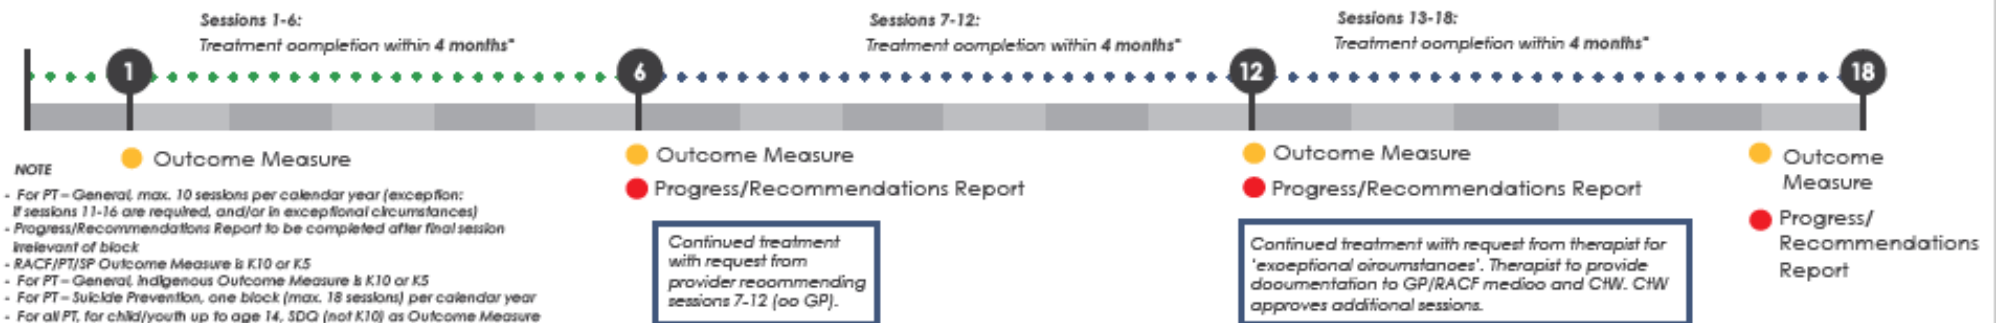 Sessions 1-6:
Treatment completion within 4 months*
Sessions 7-12:
Treatment completion within 4 months*
Sessions 13-18:
Treatment completion within 4 months*
1
6
12
18
Outcome Measure
NOTE
- For PT – General, max. 10 sessions per calendar year (exception:
if sessions 11-16 are required, and/or in exceptional circumstances)
- Progress/Recommendations Report to be completed after final session
irrelevant of block
- RACF/PT/SP Outcome Measure is K10 or K5
- For PT – General, Indigenous Outcome Measure is K10 or K5
- For PT – Suicide Prevention, one block (max. 18 sessions) per calendar year
- For all PT, for child/youth up to age 14, SDQ (not K10) as Outcome Measure
Outcome Measure
Progress/Recommendations Report
Continued treatment
with request from
provider recommending
sessions 7-12 (cc GP).
Outcome Measure
Progress/Recommendations Report
Continued treatment with request from therapist for
'exceptional circumstances'. Therapist to provide
documentation to GP/RACF medico and CtW. CtW
approves additional sessions.
Outcome
Measure
Progress/
Recommendations
Report